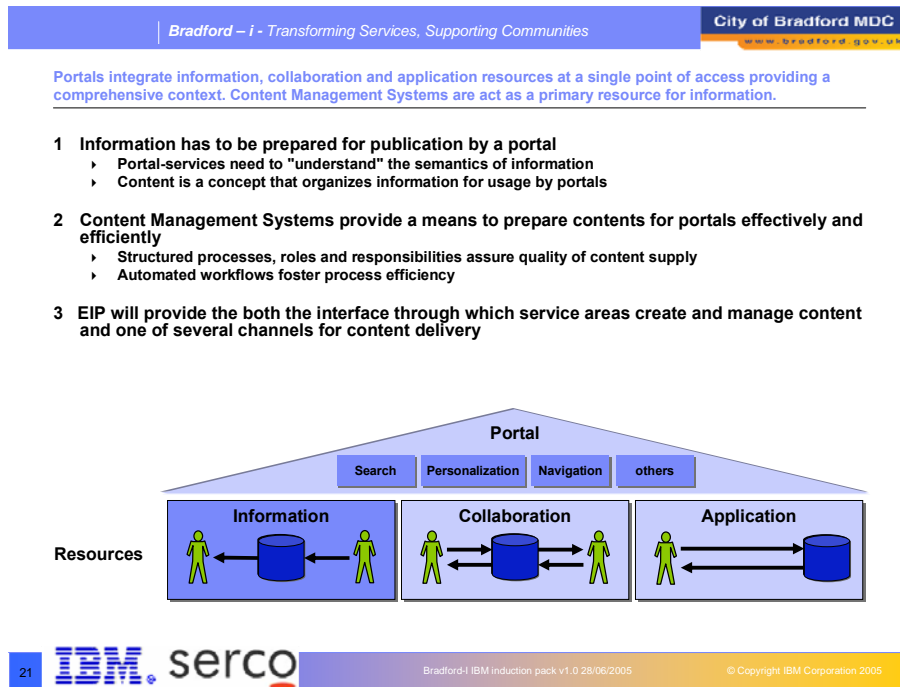 Bradford – i - Transforming Services, Supporting Communities
City of Bradford MDC
www.bradford.gov.uk
Portals integrate information, collaboration and application resources at a single point of access providing a
comprehensive context. Content Management Systems are act as a primary resource for information.
1 Information has to be prepared for publication by a portal
Portal-services need to "understand" the semantics of information
Content is a concept that organizes information for usage by portals
2 Content Management Systems provide a means to prepare contents for portals effectively and
efficiently
Structured processes, roles and responsibilities assure quality of content supply
Automated workflows foster process efficiency
3 EIP will provide the both the interface through which service areas create and manage content
and one of several channels for content delivery
Portal
Search Personalization Navigation others
Information Collaboration Application
Resources
21 IBM serco Bradford-I IBM induction pack v1.0 28/06/2005 © Copyright IBM Corporation 2005